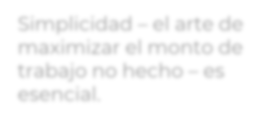 Simplicidad – el arte de
maximizar el monto de
trabajo no hecho – es
esencial.